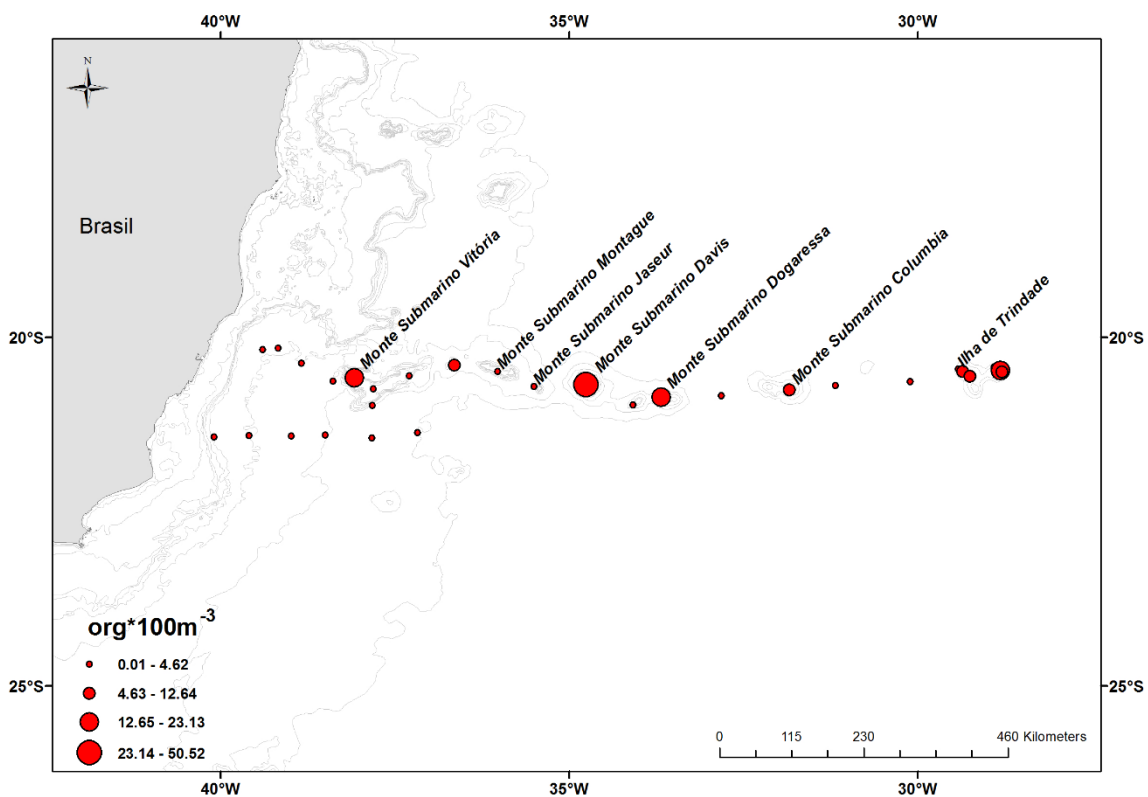 40°W 35°W 30°W
N
Brasil
Monte Submarino Vitória
Monte Submarino Montague
Monte Submarino Jaseur
Monte Submarino Davis
Monte Submarino Dogaressa
Monte Submarino Columbia
Ilha de Trindade
20°S 20°S
org*100m⁻³
0.01 - 4.62
4.63 - 12.64
12.65 - 23.13
23.14 - 50.52
25°S 25°S
0 115 230 460 Kilometers
40°W 35°W 30°W